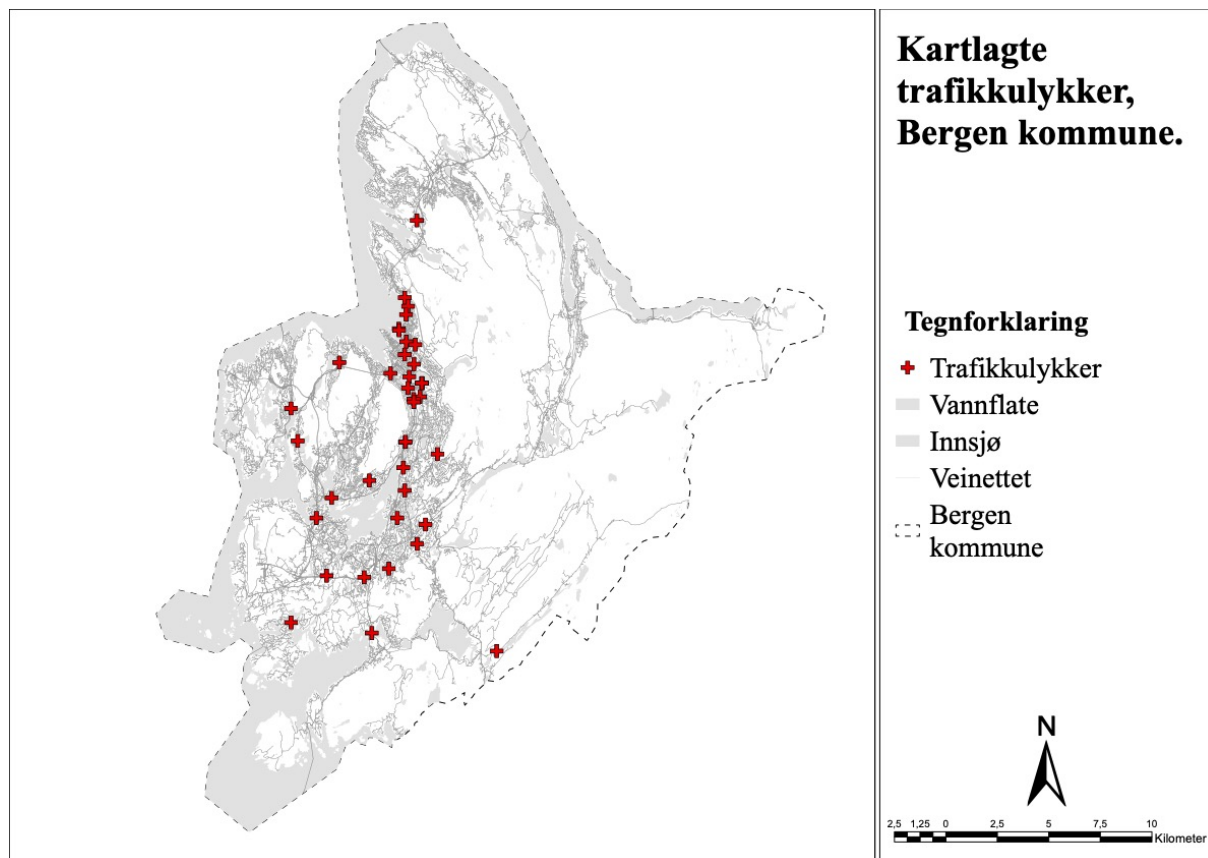 Kartlagte
trafikkulykker,
Bergen kommune.
Tegnforklaring
Trafikkulykker
Vannflate
Innsjø
Veinettet
Bergen
kommune
N
2,5 1,25 0 2,5 5 7,5 10
Kilometer